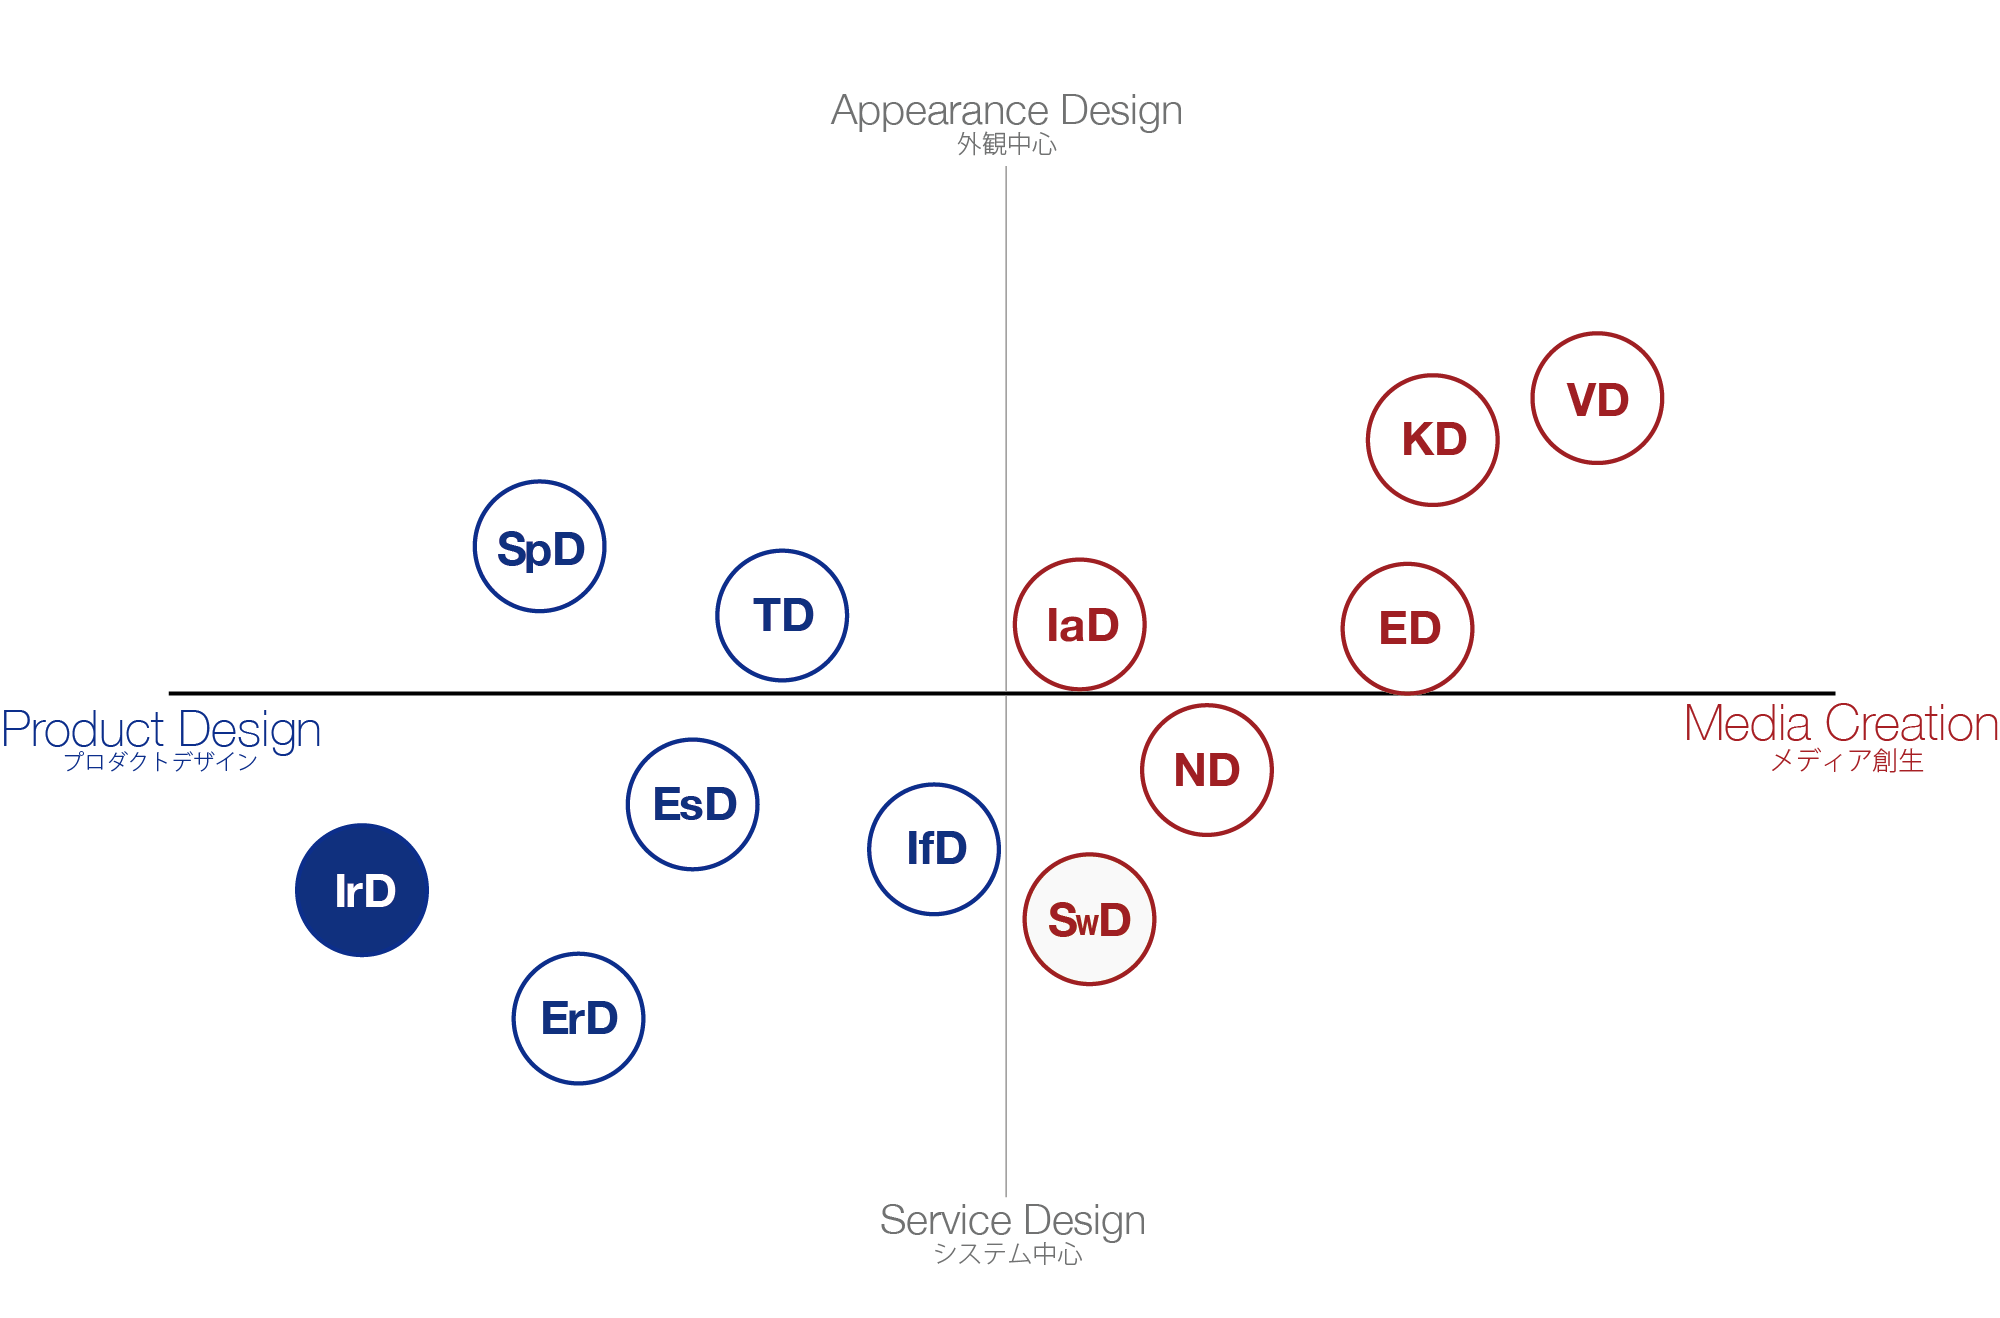 Appearance Design
外観中心
VD
KD
SpD
TD
IaD
ED
Product Design
プロダクトデザイン
Media Creation
メディア創生
ND
EsD
IfD
IrD
SwD
ErD
Service Design
システム中心